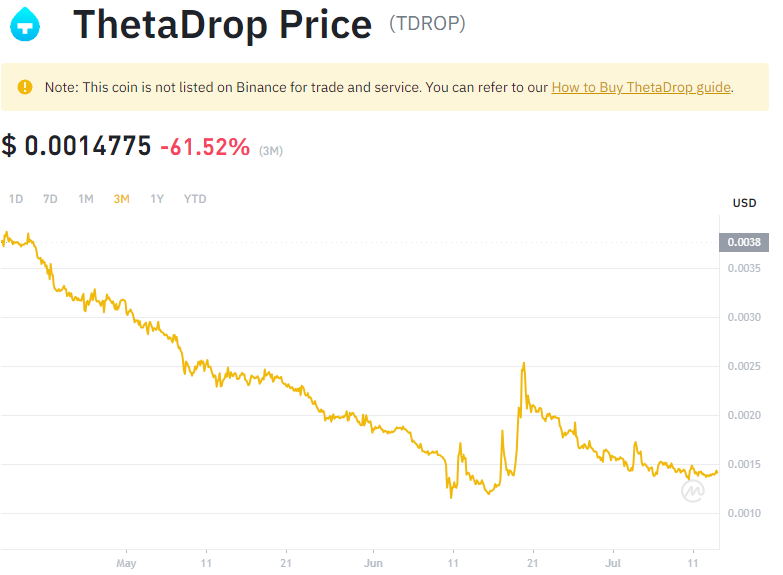 ThetaDrop Price (TDROP)
Note: This coin is not listed on Binance for trade and service. You can refer to our How to Buy ThetaDrop guide.
$ 0.0014775 -61.52% (3M)
1D 7D 1M 3M 1Y YTD
USD
0.0038
0.0035
0.0030
0.0025
0.0020
0.0015
0.0010
May 11 21 Jun 11 21 Jul 11